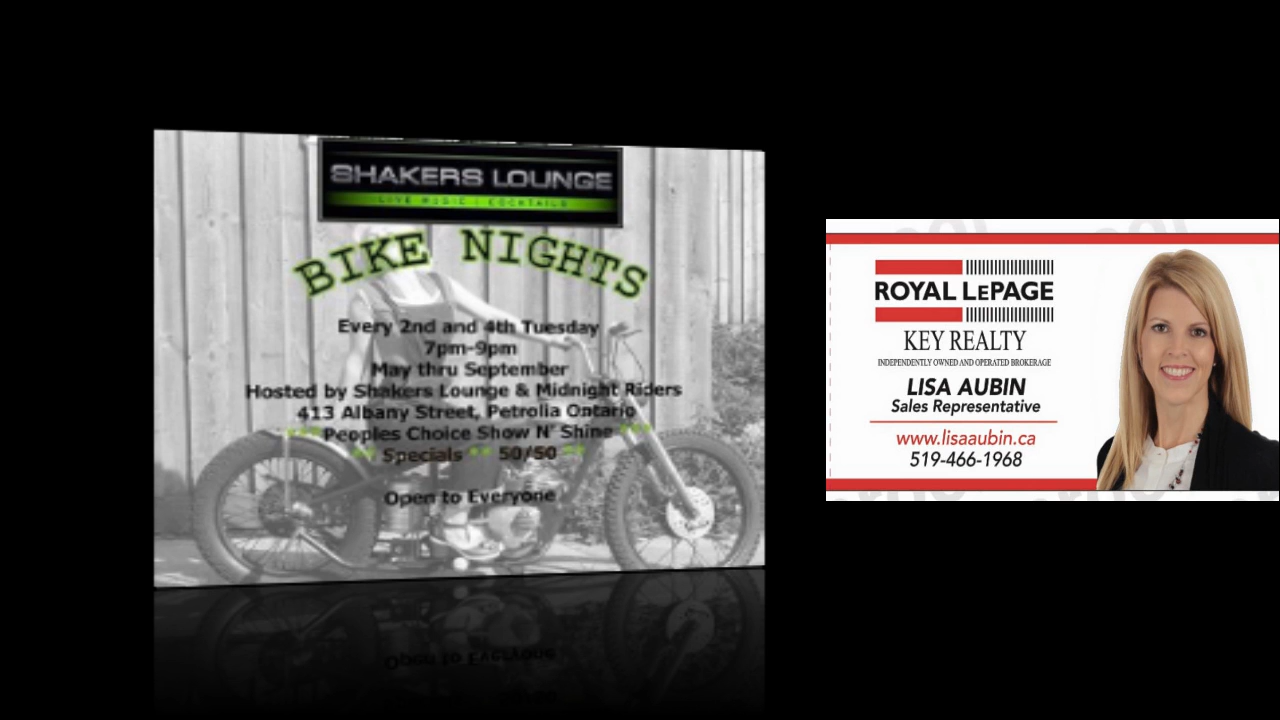 SHAKERS LOUNGE
LIVE MUSIC | COCKTAILS
BIKE NIGHTS
Every 2nd and 4th Tuesday
7pm-9pm
May thru September
Hosted by Shakers Lounge & Midnight Riders
413 Albany Street, Petrolia Ontario
***Peoples Choice Show N' Shine ***
** Specials ** 50/50 **
Open to Everyone
ROYAL LEPAGE
KEY REALTY
INDEPENDENTLY OWNED AND OPERATED BROKERAGE
LISA AUBIN
Sales Representative
www.lisaaubin.ca
519-466-1968